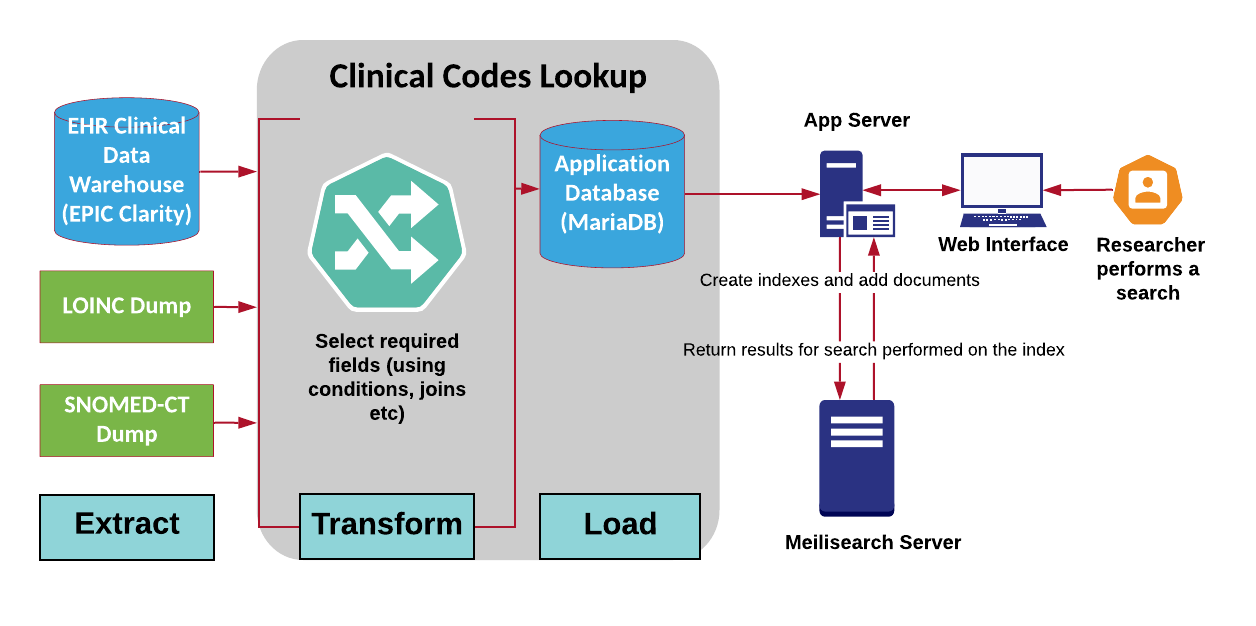 Clinical Codes Lookup
EHR Clinical
Data
Warehouse
(EPIC Clarity)
LOINC Dump
SNOMED-CT
Dump
Extract
Select required
fields (using
conditions, joins
etc)
Transform
Application
Database
(MariaDB)
Load
App Server
Web Interface
Researcher
performs a
search
Create indexes and add documents
Return results for search performed on the index
Meilisearch Server